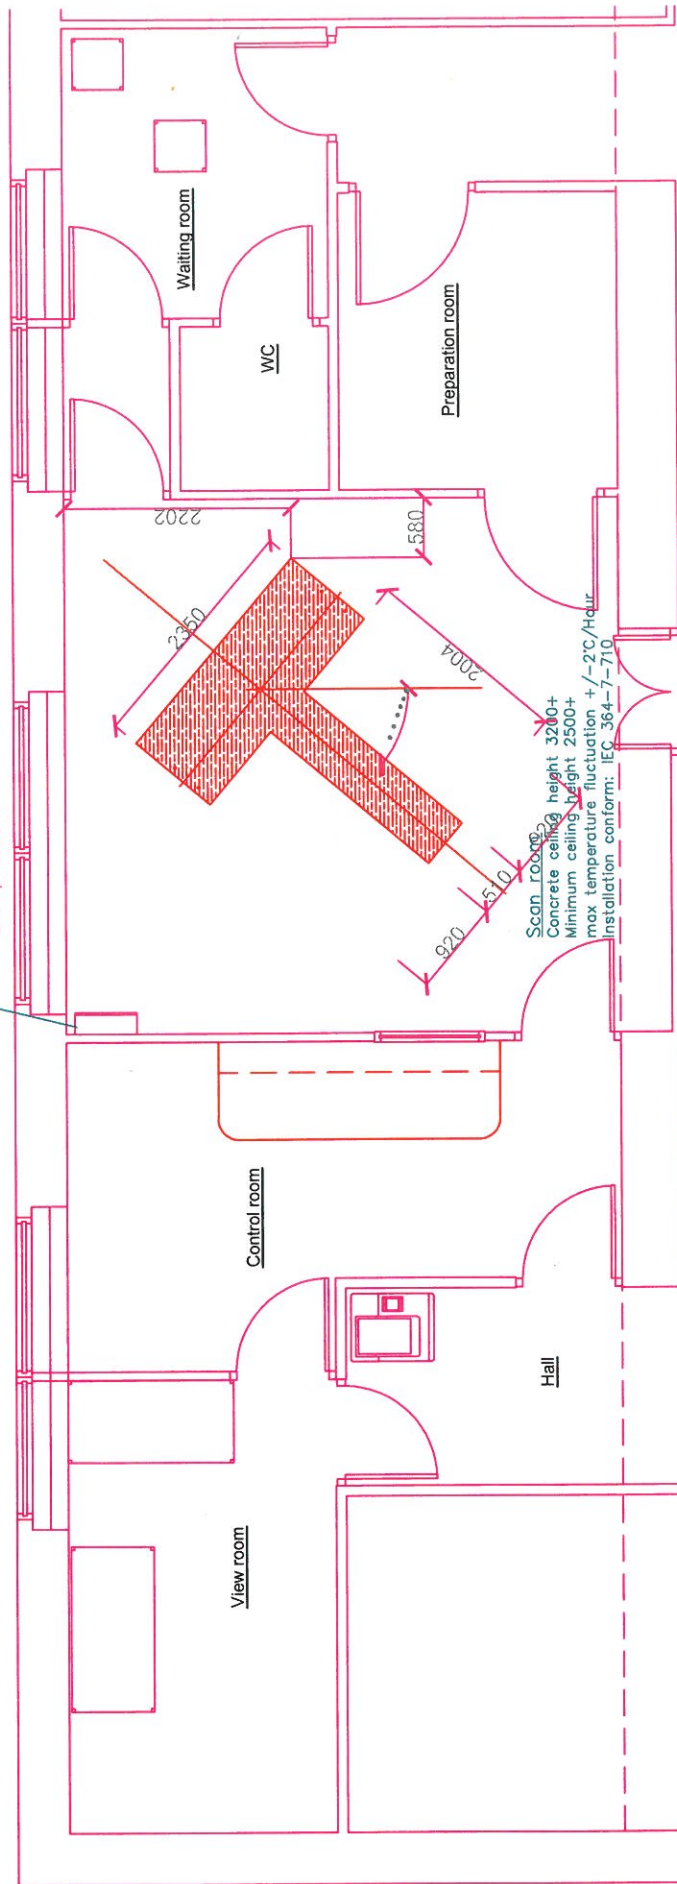 Waiting room
WC
Preparation room
2202
580
2350
2004
Scan room
Concrete ceiling height 3200+
Minimum ceiling height 2500+
max temperature fluctuation +/-2°C/Hour
Installation conform: IEC 364-7-710
920
510
920
Control room
Hall
View room